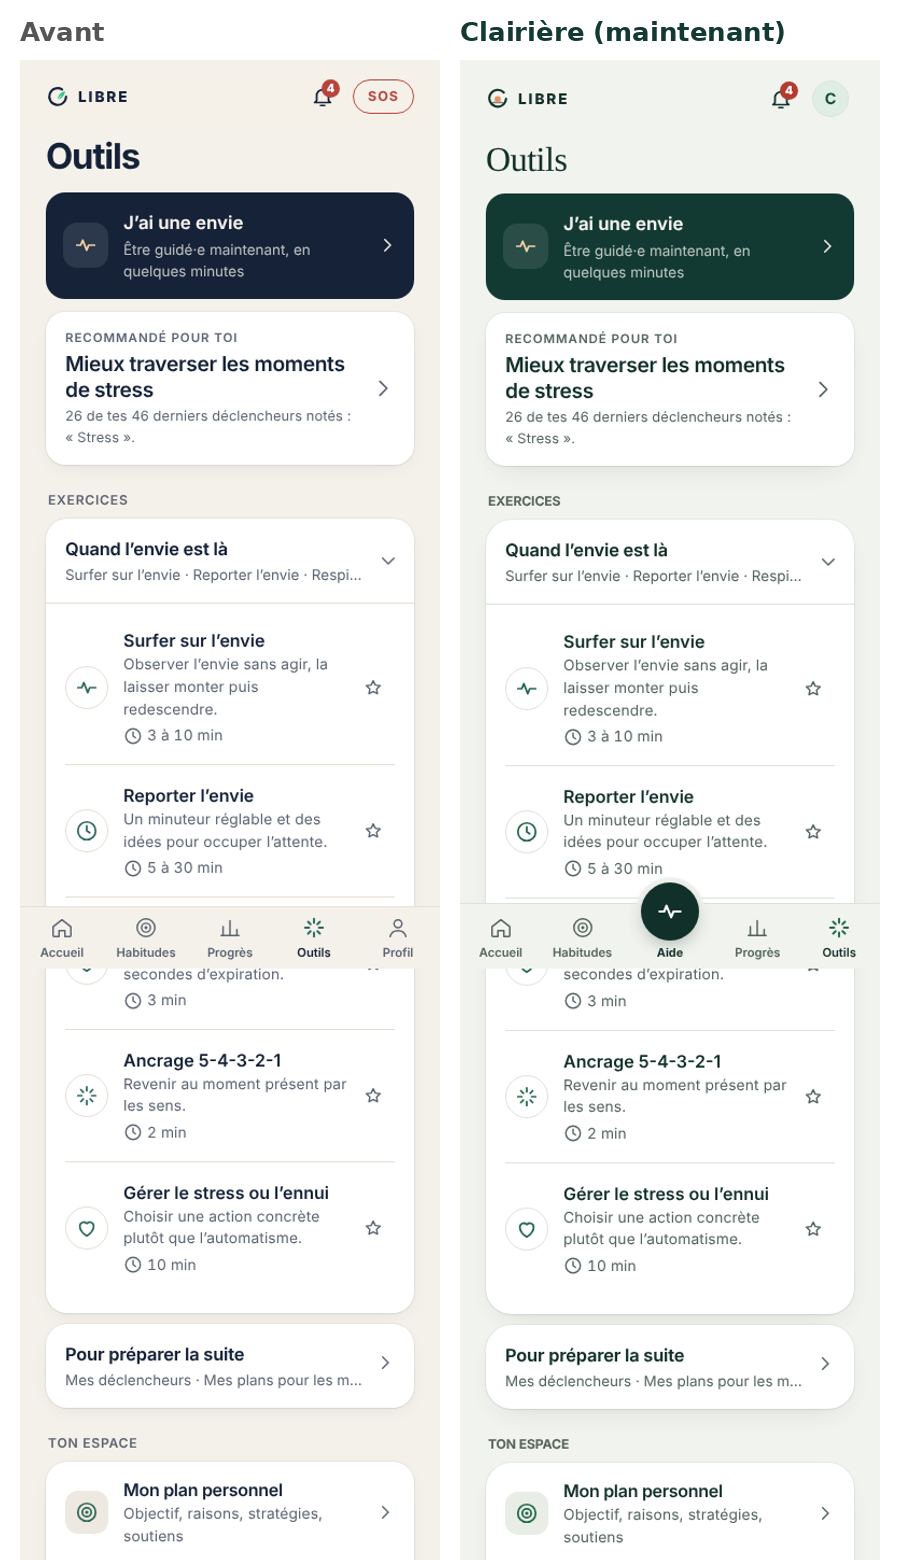 Avant
LIBRE
4
SOS
Outils
J’ai une envie
Être guidé·e maintenant, en
quelques minutes
RECOMMANDÉ POUR TOI
Mieux traverser les moments
de stress
26 de tes 46 derniers déclencheurs notés :
« Stress ».
EXERCICES
Quand l’envie est là
Surfer sur l’envie · Reporter l’envie · Respi…
Surfer sur l’envie
Observer l’envie sans agir, la
laisser monter puis
redescendre.
3 à 10 min
Reporter l’envie
Un minuteur réglable et des
idées pour occuper l’attente.
5 à 30 min
Accueil
Habitudes
Progrès
Outils
Profil
secondes d’expiration.
3 min
Ancrage 5-4-3-2-1
Revenir au moment présent par
les sens.
2 min
Gérer le stress ou l’ennui
Choisir une action concrète
plutôt que l’automatisme.
10 min
Pour préparer la suite
Mes déclencheurs · Mes plans pour les m…
TON ESPACE
Mon plan personnel
Objectif, raisons, stratégies,
soutiens
Clairière (maintenant)
LIBRE
4
C
Outils
J’ai une envie
Être guidé·e maintenant, en
quelques minutes
RECOMMANDÉ POUR TOI
Mieux traverser les moments
de stress
26 de tes 46 derniers déclencheurs notés :
« Stress ».
EXERCICES
Quand l’envie est là
Surfer sur l’envie · Reporter l’envie · Respi…
Surfer sur l’envie
Observer l’envie sans agir, la
laisser monter puis
redescendre.
3 à 10 min
Reporter l’envie
Un minuteur réglable et des
idées pour occuper l’attente.
5 à 30 min
Accueil
Habitudes
Aide
Progrès
Outils
secondes d’expiration.
3 min
Ancrage 5-4-3-2-1
Revenir au moment présent par
les sens.
2 min
Gérer le stress ou l’ennui
Choisir une action concrète
plutôt que l’automatisme.
10 min
Pour préparer la suite
Mes déclencheurs · Mes plans pour les m…
TON ESPACE
Mon plan personnel
Objectif, raisons, stratégies,
soutiens